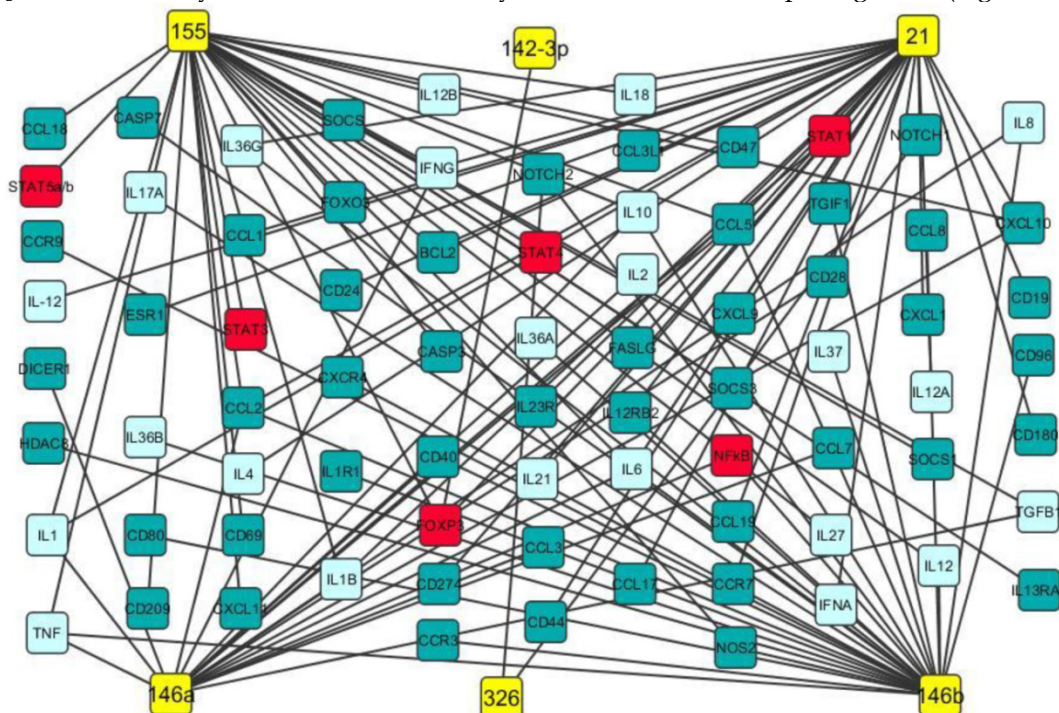 155
21
142-3p
IL12B
IL18
CCL18
CASP7
SOCS
IL36G
STAT1
NOTCH1
IL8
CCL3L1
CD47
IFNG
NOTCH2
STAT5a/b
IL17A
FOXO3
TGIF1
IL10
CCL5
CXCL10
CCL8
CCR9
CCL1
BCL2
STAT4
IL2
CD28
CD24
IL-12
ESR1
STAT3
CXCL9
CXCL1
CD19
IL36A
FASLG
IL37
CASP3
CD96
DICER1
CXCR4
SOCS3
IL12A
CCL2
IL23R
IL12RB2
HDAC8
IL36B
CD180
CD40
NFkB
CCL7
SOCS1
IL4
IL1R1
IL21
IL6
TGFB1
FOXP3
CCL19
IL1
CD80
CD69
CCL3
IL27
IL12
IL1B
CD274
CCL17
CCR7
IL13RA
CD209
CXCL11
IFNA
TNF
CCR3
CD44
NOS2
146a
326
146b